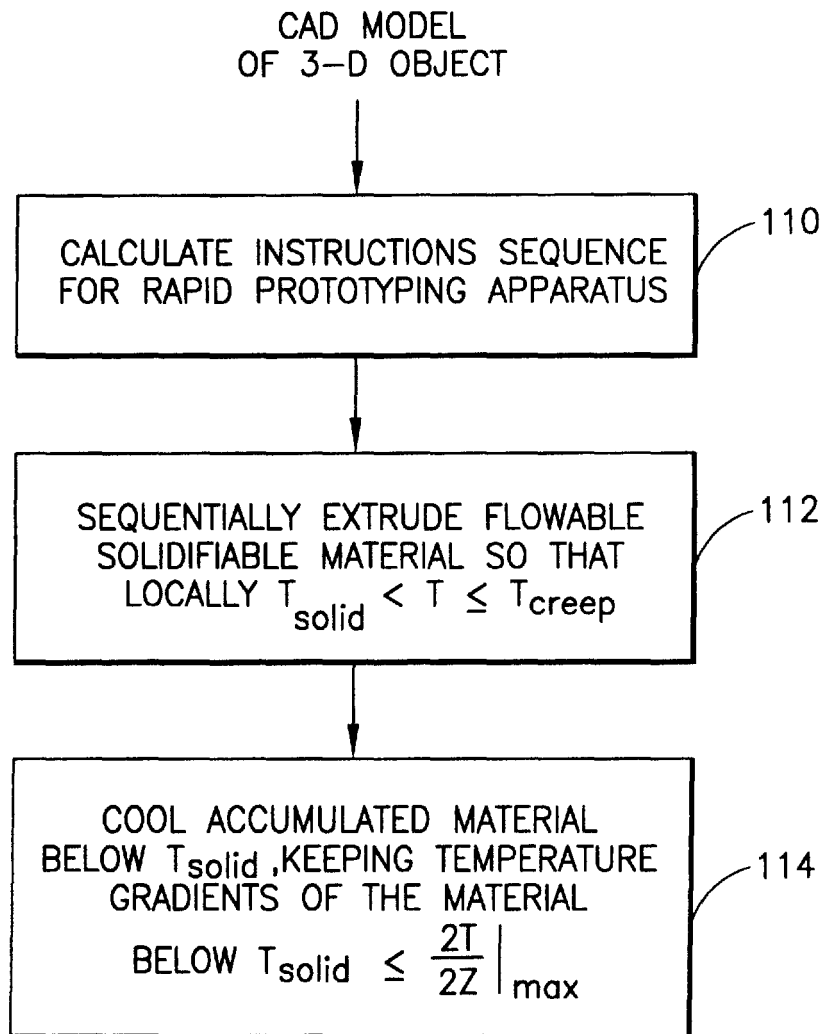 CAD MODEL
OF 3-D OBJECT
CALCULATE INSTRUCTIONS SEQUENCE
FOR RAPID PROTOTYPING APPARATUS
110
SEQUENTIALLY EXTRUDE FLOWABLE
SOLIDIFIABLE MATERIAL SO THAT
LOCALLY T_solid < T ≤ T_creep
112
COOL ACCUMULATED MATERIAL
BELOW T_solid ,KEEPING TEMPERATURE
GRADIENTS OF THE MATERIAL
BELOW T_solid ≤ 2T/2Z |max
114